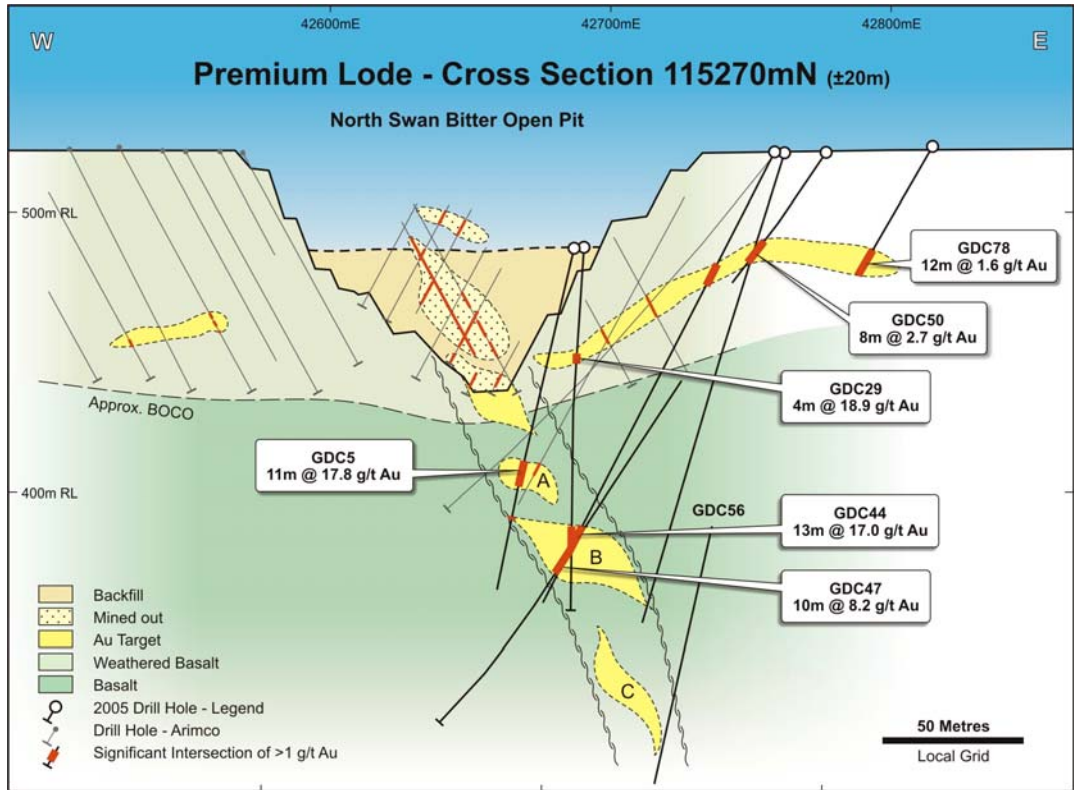 42600mE
42700mE
42800mE
W
E
Premium Lode - Cross Section 115270mN (±20m)
North Swan Bitter Open Pit
500m RL
GDC78
12m @ 1.6 g/t Au
GDC50
8m @ 2.7 g/t Au
GDC29
4m @ 18.9 g/t Au
Approx. BOCO
GDC5
11m @ 17.8 g/t Au
A
400m RL
GDC56
GDC44
13m @ 17.0 g/t Au
B
GDC47
10m @ 8.2 g/t Au
C
Backfill
Mined out
Au Target
Weathered Basalt
Basalt
2005 Drill Hole - Legend
Drill Hole - Arimco
Significant Intersection of >1 g/t Au
50 Metres
Local Grid